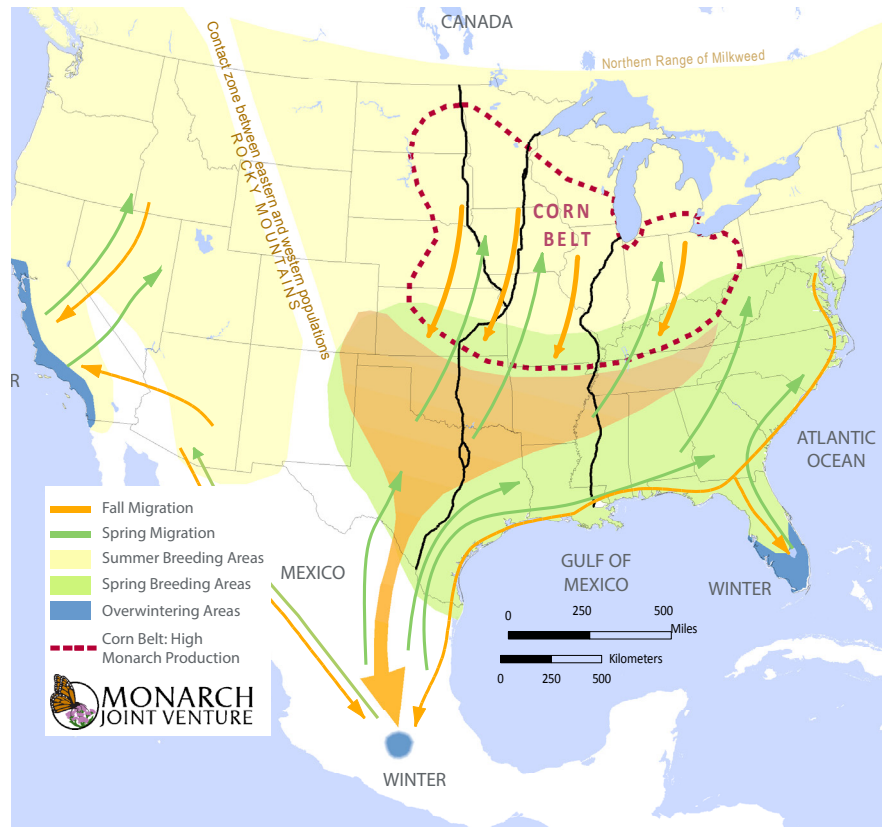 CANADA
Northern Range of Milkweed
Contact zone between eastern and western populations
ROCKY MOUNTAINS
CORN
BELT
R
ATLANTIC
OCEAN
Fall Migration
Spring Migration
Summer Breeding Areas
Spring Breeding Areas
Overwintering Areas
Corn Belt: High
Monarch Production
MONARCH
JOINT VENTURE
MEXICO
GULF OF
MEXICO
WINTER
0 250 500
Miles
Kilometers
0 250 500
WINTER